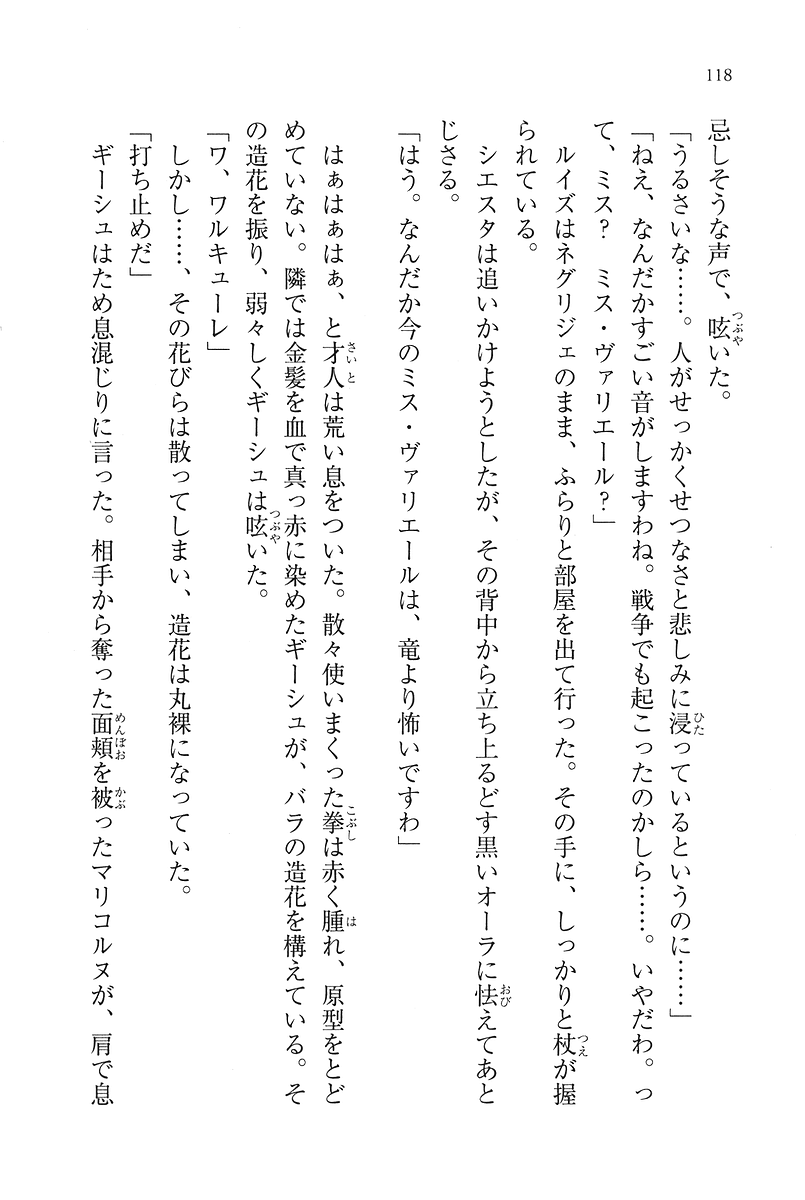 118
忌しそうな声で、呟いた。
「うるさいな……。人がせっかくせつなさと悲しみに浸っているというのに……」
「ねえ、なんだかすごい音がしますわね。戦争でも起こったのかしら……。いやだわ。っ
て、ミス？　ミス・ヴァリエール？」
ルイズはネグリジェのまま、ふらりと部屋を出て行った。その手に、しっかりと杖が握
られている。
シエスタは追いかけようとしたが、その背中から立ち上るどす黒いオーラに怯えてあと
じさる。
「はう。なんだか今のミス・ヴァリエールは、竜より怖いですわ」
はぁはぁはぁ、と才人は荒い息をついた。散々使いまくった拳は赤く腫れ、原型をとど
めていない。隣では金髪を血で真っ赤に染めたギーシュが、バラの造花を構えている。そ
の造花を振り、弱々しくギーシュは呟いた。
「ワ、ワルキューレ」
しかし……、その花びらは散ってしまい、造花は丸裸になっていた。
「打ち止めだ」
ギーシュはため息混じりに言った。相手から奪った面頬を被ったマリコルヌが、肩で息